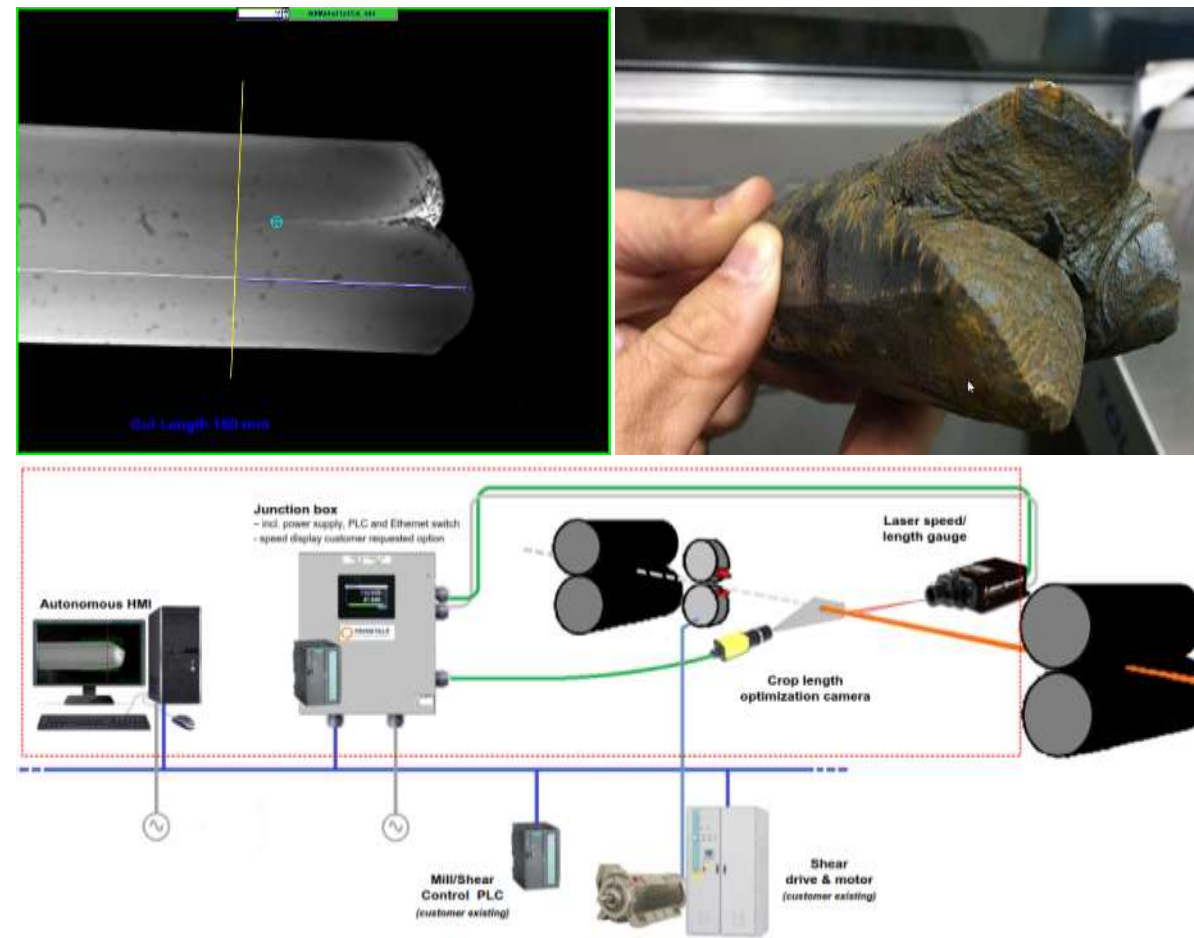 Cut Length 150 mm
TOL
Junction box
– incl. power supply, PLC and Ethernet switch
- speed display customer requested option
Laser speed/
length gauge
Autonomous HMI
Crop length
optimization camera
Mill/Shear
Control PLC
(customer existing)
Shear
drive & motor
(customer existing)